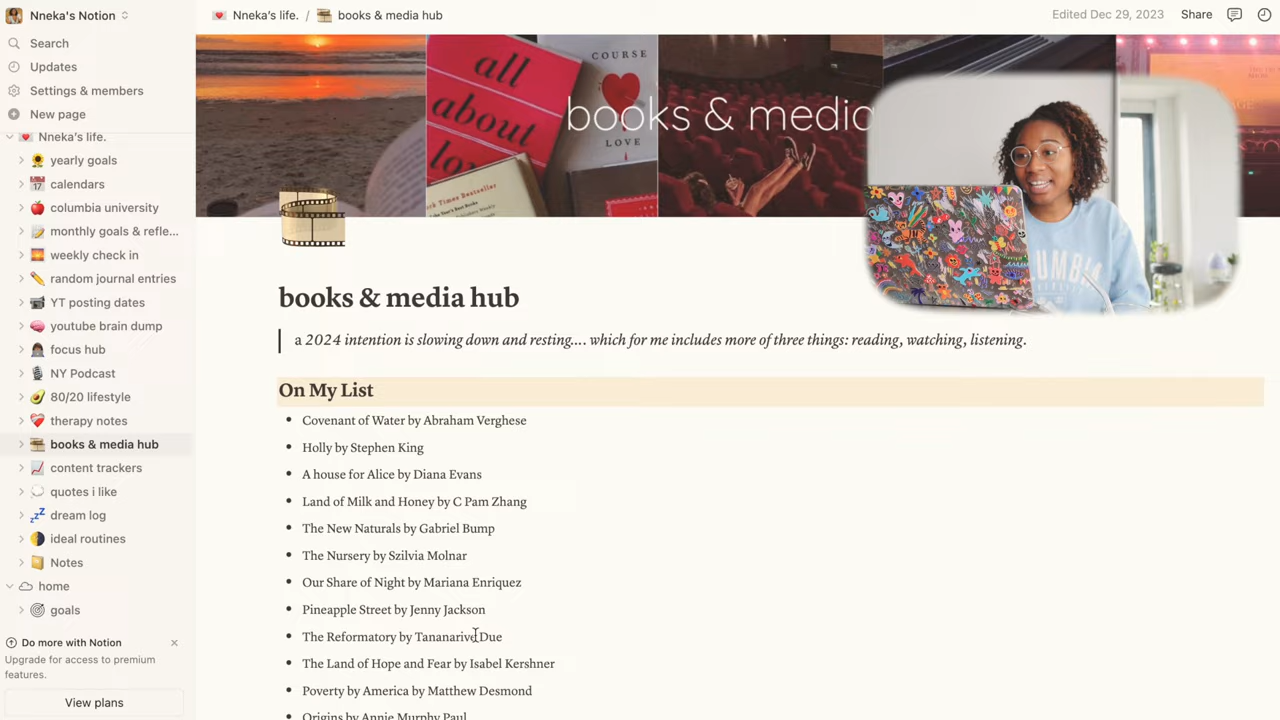 Nneka's Notion
Nneka's life. / books & media hub
Edited Dec 29, 2023
Share
Search
Updates
Settings & members
New page
Nneka's life.
yearly goals
calendars
columbia university
monthly goals & refle...
weekly check in
random journal entries
YT posting dates
youtube brain dump
focus hub
NY Podcast
80/20 lifestyle
therapy notes
books & media hub
content trackers
quotes i like
dream log
ideal routines
Notes
home
goals
Do more with Notion
Upgrade for access to premium
features.
View plans
all
about
COURSE
LOVE
books & media
books & media hub
a 2024 intention is slowing down and resting.... which for me includes more of three things: reading, watching, listening.
On My List
Covenant of Water by Abraham Verghese
Holly by Stephen King
A house for Alice by Diana Evans
Land of Milk and Honey by C Pam Zhang
The New Naturals by Gabriel Bump
The Nursery by Szilvia Molnar
Our Share of Night by Mariana Enriquez
Pineapple Street by Jenny Jackson
The Reformatory by Tananarive Due
The Land of Hope and Fear by Isabel Kershner
Poverty by America by Matthew Desmond
Origins by Annie Murphy Paul